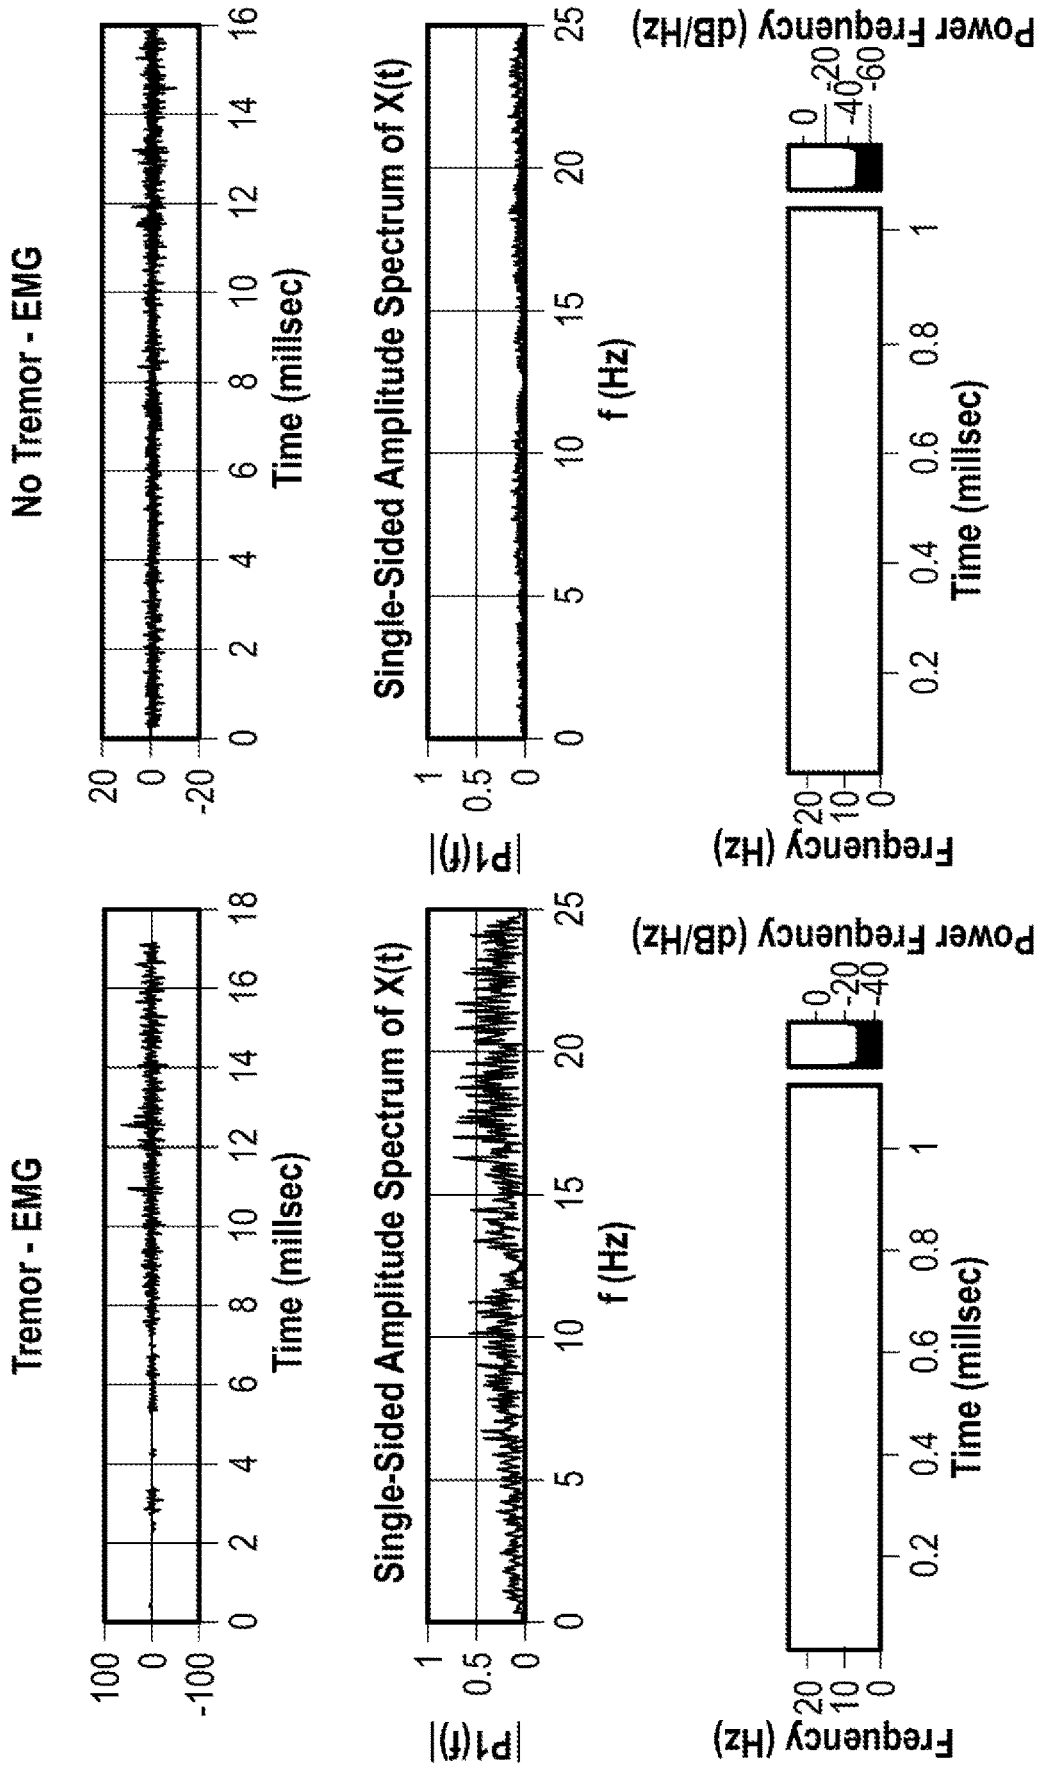 Tremor - EMG
100
0
-100
0 2 4 6 8 10 12 14 16 18
Time (millsec)
Single-Sided Amplitude Spectrum of X(t)
|P1(f)|
1
0.5
0
0 5 10 15 20 25
f (Hz)
Frequency (Hz)
20
10
0
0.2 0.4 0.6 0.8 1
Time (millsec)
0
-20
-40
Power Frequency (dB/Hz)
No Tremor - EMG
20
0
-20
0 2 4 6 8 10 12 14 16
Time (millsec)
Single-Sided Amplitude Spectrum of X(t)
|P1(f)|
1
0.5
0
0 5 10 15 20 25
f (Hz)
Frequency (Hz)
20
10
0
0.2 0.4 0.6 0.8 1
Time (millsec)
0
-20
-40
-60
Power Frequency (dB/Hz)